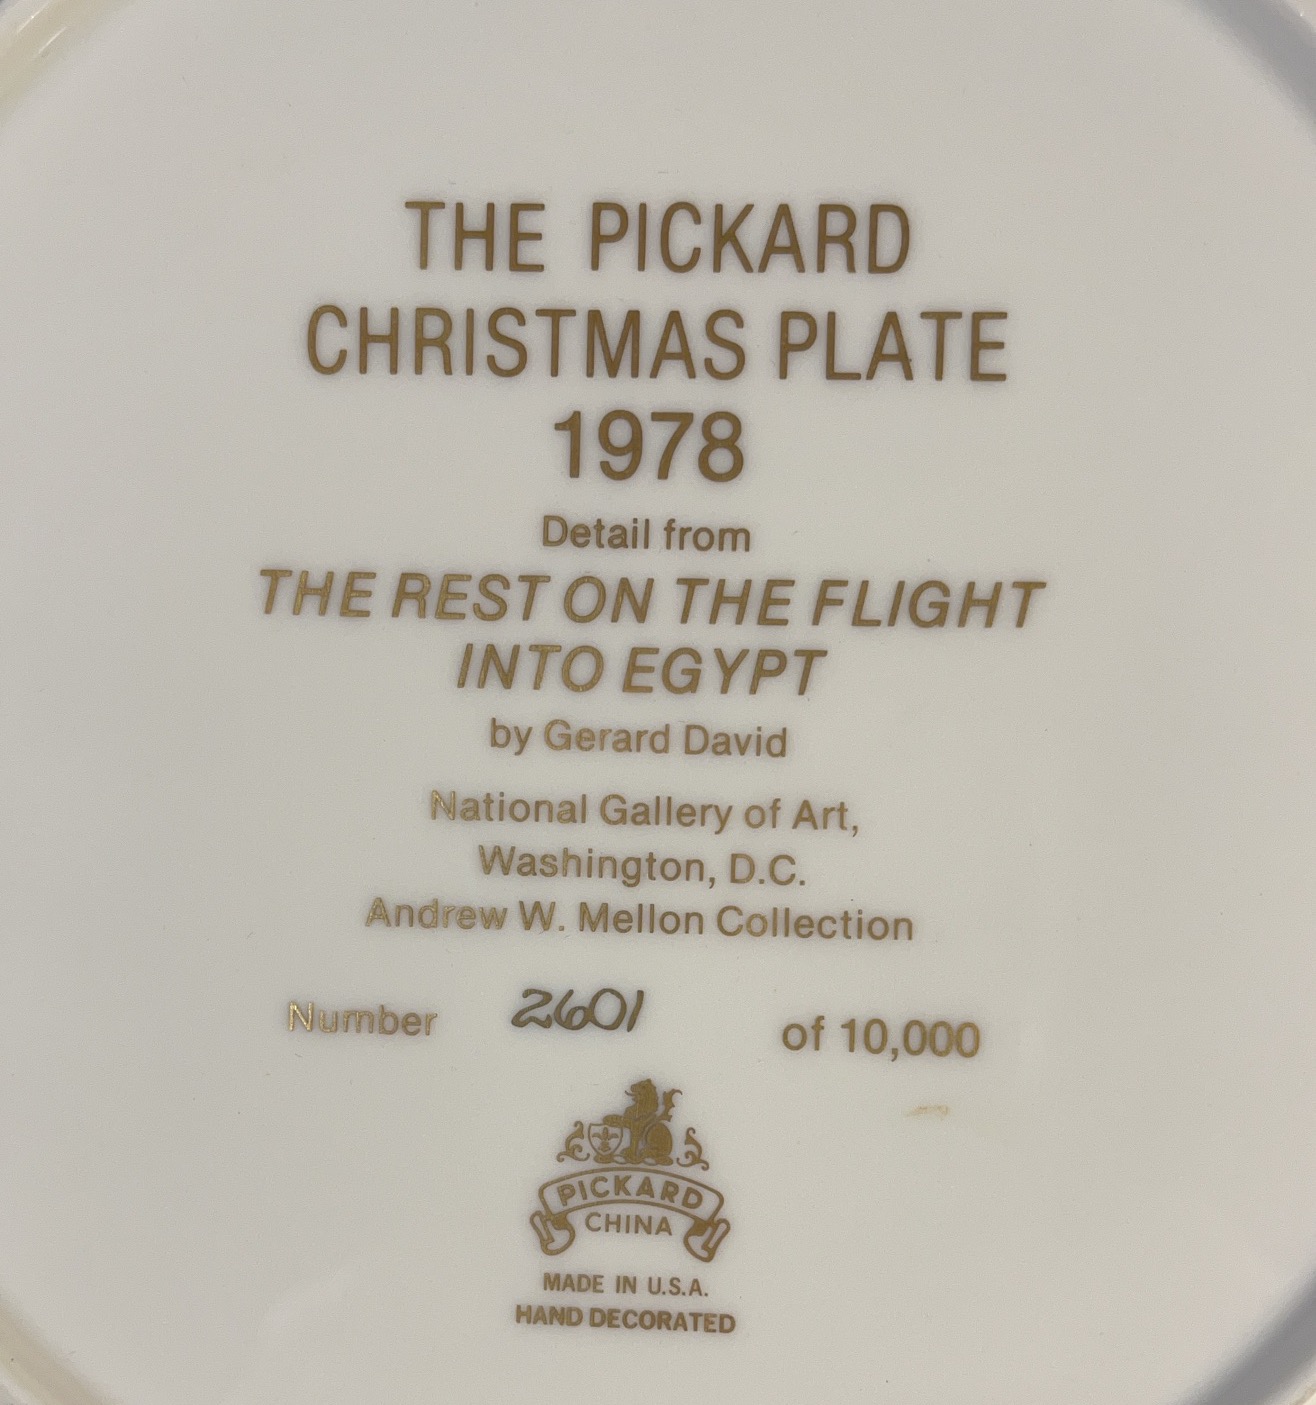 THE PICKARD
CHRISTMAS PLATE
1978
Detail from
THE REST ON THE FLIGHT
INTO EGYPT
by Gerard David
National Gallery of Art,
Washington, D.C.
Andrew W. Mellon Collection
Number 2601 of 10,000
PICKARD
CHINA
MADE IN U.S.A.
HAND DECORATED